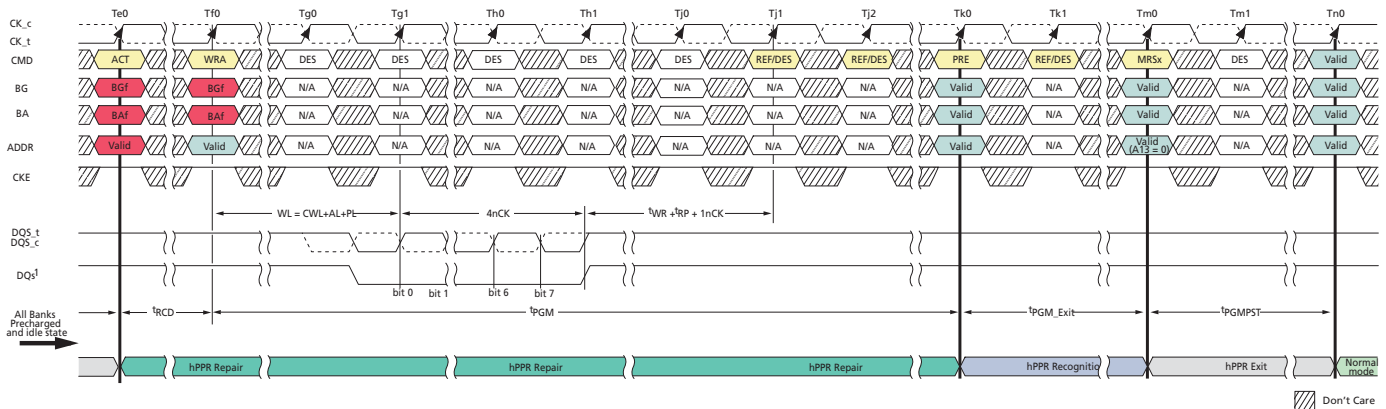 Te0 Tf0 Tg0 Tg1 Th0 Th1 Tj0 Tj1 Tj2 Tk0 Tk1 Tm0 Tm1 Tn0
CK_c
CK_t
CMD ACT WRA DES DES DES DES DES REF/DES REF/DES PRE REF/DES MRSx DES Valid
BG BGf BGf N/A N/A N/A N/A N/A N/A N/A Valid N/A Valid N/A Valid
BA BAf BAf N/A N/A N/A N/A N/A N/A N/A Valid N/A Valid N/A Valid
ADDR Valid Valid N/A N/A N/A N/A N/A N/A N/A Valid N/A Valid (A13 = 0) N/A Valid
CKE
WL = CWL+AL+PL 4nCK tWR +tRP + 1nCK
DQS_t
DQS_c
DQs1
bit 0 bit 1 bit 6 bit 7
All Banks
Precharged
and idle state
tRCD tPGM tPGM_Exit tPGMPST
hPPR Repair hPPR Repair hPPR Repair hPPR Recognitio hPPR Exit Normal
mode
Don't Care